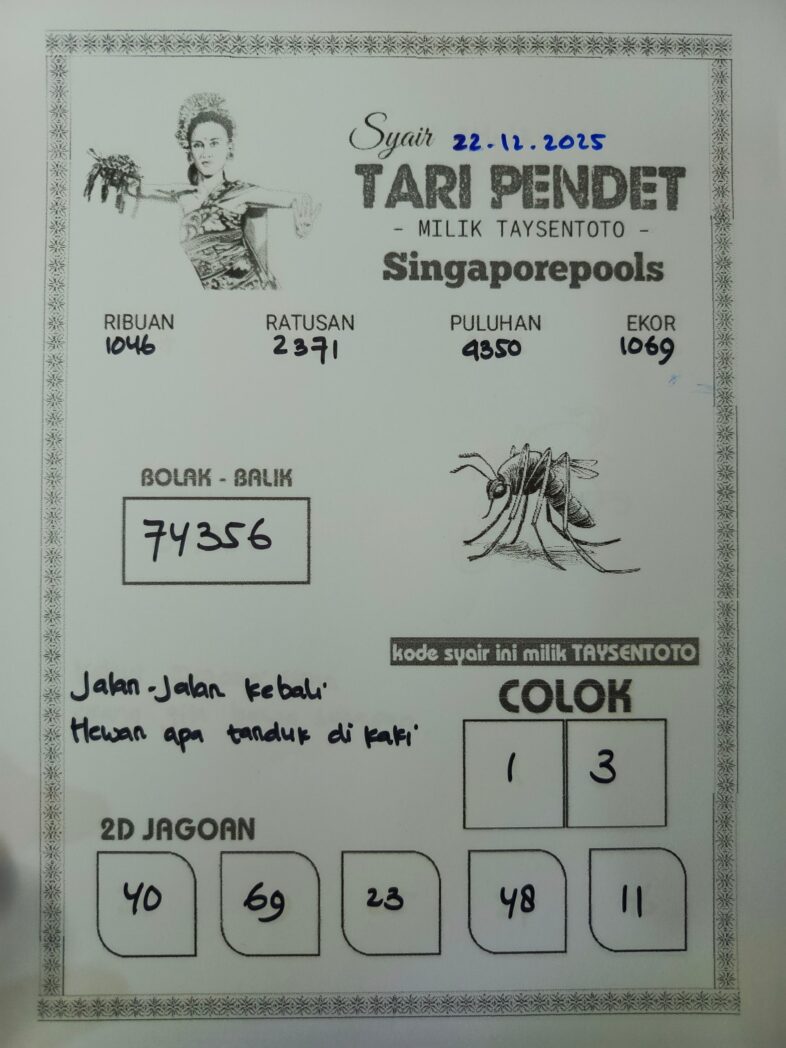 Syair 22.12.2025
TARI PENDET
- MILIK TAYSENTOTO -
Singaporepools
RIBUAN RATUSAN PULUHAN EKOR
1046 2371 4350 1069
BOLAK - BALIK
74356
kode syair ini milik TAYSENTOTO
Jalan-Jalan kebali
Hewan apa tanduk di kaki
COLOK
1 3
2D JAGOAN
40 69 23 48 11